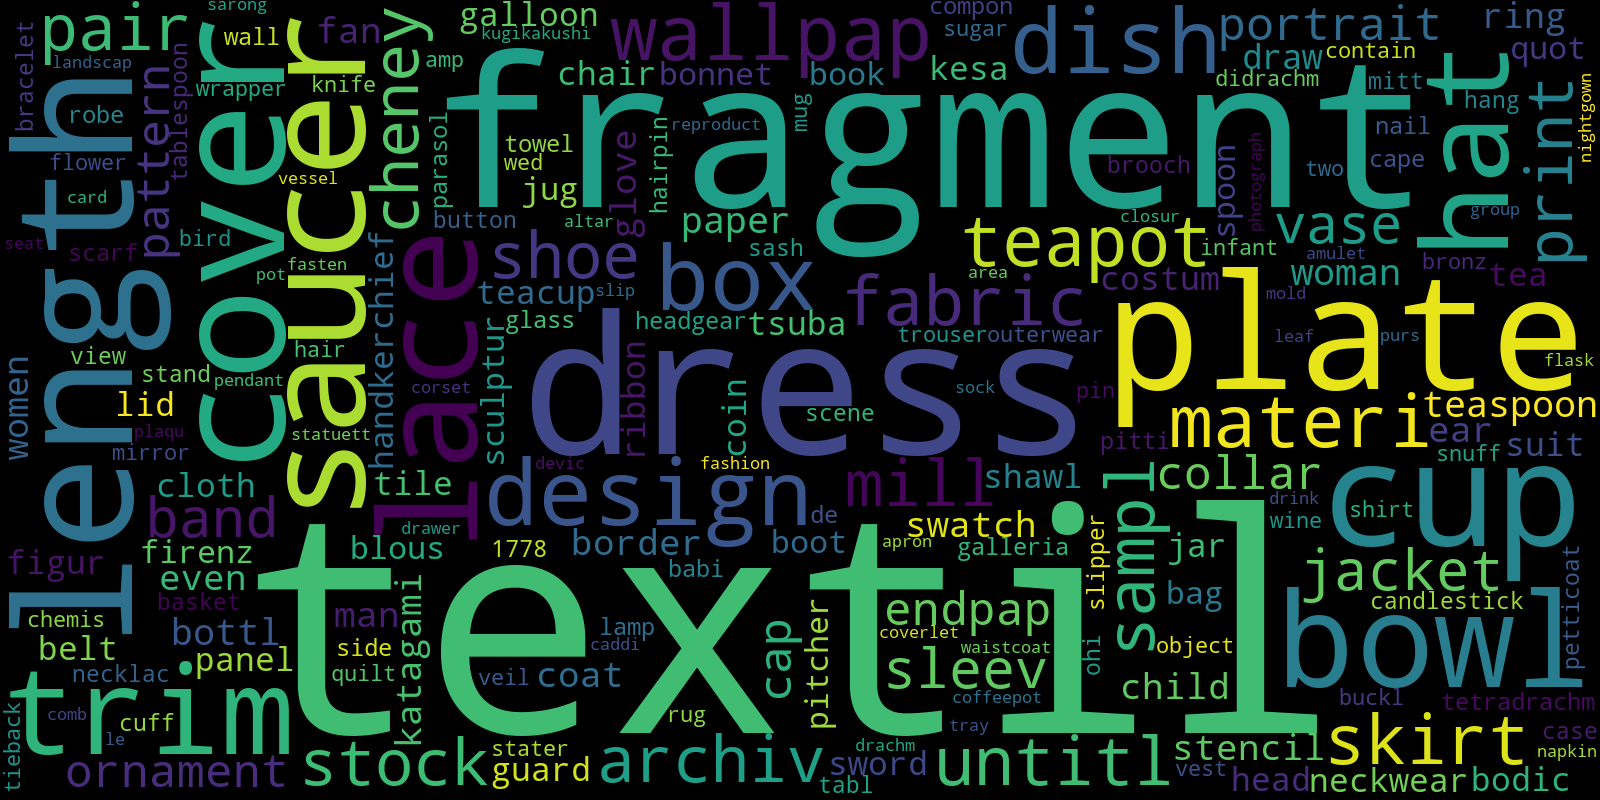 sarong
galloon
kugikakushi
wallpap
compon
sugar
dish
portrait
ring
quot
pair
cover
saucer
wall
fan
cheney
amp
chair
bonnet
book
kesa
draw
contain
didrachm
mitt
hat
hang
print
nightgown
bracelet
landscap
length
robe
pattern
tablespoon
wrapper
knife
fragment
mug
reproduct
nail
flower
card
vessel
parasol
towel
wed
jug
glove
hairpin
brooch
spoon
photograph
two
cape
group
seat
scarf
bird
pot
fasten
lace
handkerchief
button
altar
shoe
paper
sash
box
closur
teapot
area
infant
vase
amulet
woman
bronz
tea
teacup
slip
fabric
costum
mold
view
hair
glass
headgear
tsuba
trouser
outerwear
plate
leaf
purs
flask
women
stand
pendant
corset
sculptur
ribbon
coin
dress
scene
sock
pin
lid
plaqu
mirror
statuett
materi
teaspoon
ear
suit
pitti
snuff
cloth
tile
devic
design
fashion
mill
shawl
sampl
collar
cup
drink
wine
shirt
band
drawer
de
swatch
figur
firenz
blous
1778
border
boot
apron
galleria
slipper
jar
even
babi
textil
jacket
petticoat
basket
chemis
katagami
man
endpap
bag
candlestick
bowl
belt
bottl
side
lamp
caddi
cap
pitcher
coverlet
waistcoat
ohi
object
panel
necklac
quilt
veil
coat
sleev
coffeepot
child
buckl
tetradrachm
trim
tieback
comb
cuff
le
rug
tray
skirt
case
napkin
ornament
stock
stater
guard
archiv
drachm
sword
tabl
untitl
stencil
vest
head
neckwear
bodic